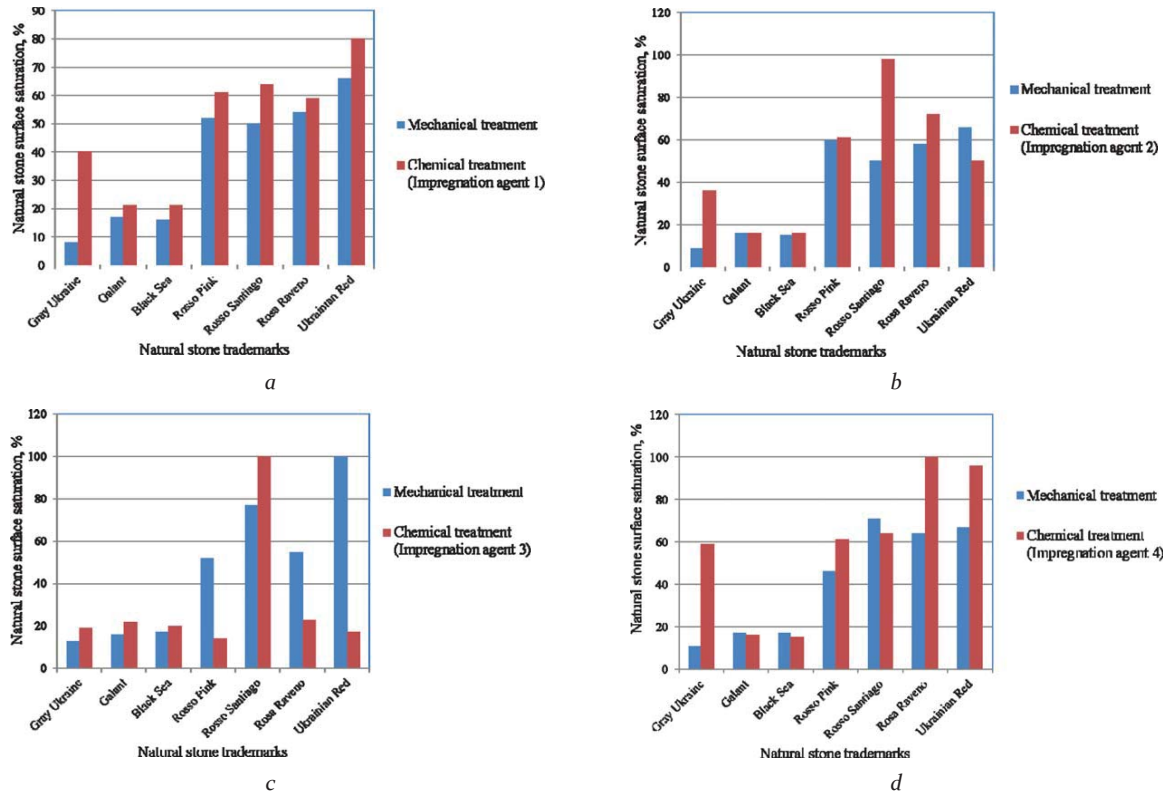 Natural stone surface saturation, %
90
80
70
60
50
40
30
20
10
0
Gray Ukraine
Galant
Black Sea
Rosso Pink
Rosso Santiago
Rosa Raveno
Ukrainian Red
Natural stone trademarks
Mechanical treatment
Chemical treatment
(Impregnation agent 1)
a
Natural stone surface saturation, %
120
100
80
60
40
20
0
Gray Ukraine
Galant
Black Sea
Rosso Pink
Rosso Santiago
Rosa Raveno
Ukrainian Red
Natural stone trademarks
Mechanical treatment
Chemical treatment
(Impregnation agent 2)
b
Natural stone surface saturation, %
120
100
80
60
40
20
0
Gray Ukraine
Galant
Black Sea
Rosso Pink
Rosso Santiago
Rosa Raveno
Ukrainian Red
Natural stone trademarks
Mechanical treatment
Chemical treatment
(Impregnation agent 3)
c
Natural stone surface saturation, %
120
100
80
60
40
20
0
Gray Ukraine
Galant
Black Sea
Rosso Pink
Rosso Santiago
Rosa Raveno
Ukrainian Red
Natural stone trademarks
Mechanical treatment
Chemical treatment
(Impregnation agent 4)
d